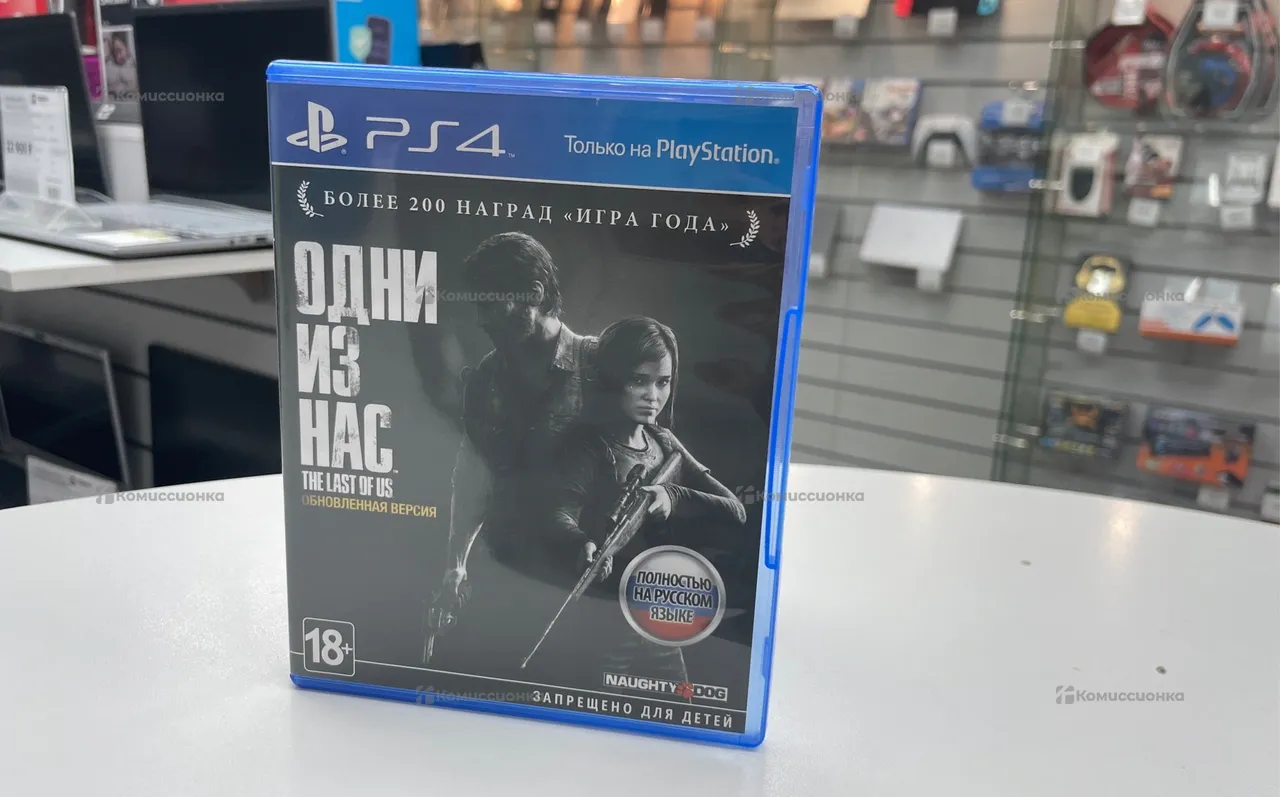 PS4
Только на PlayStation
БОЛЕЕ 200 НАГРАД «ИГРА ГОДА»
ОДНИ
ИЗ
НАС
THE LAST OF US
ОБНОВЛЕННАЯ ВЕРСИЯ
ПОЛНОСТЬЮ
НА РУССКОМ
ЯЗЫКЕ
18+
NAUGHTY DOG
ЗАПРЕЩЕНО ДЛЯ ДЕТЕЙ
Комиссионка
Комиссионка
Комиссионка
Комиссионка
Комиссионка
Комиссионка
Комиссионка